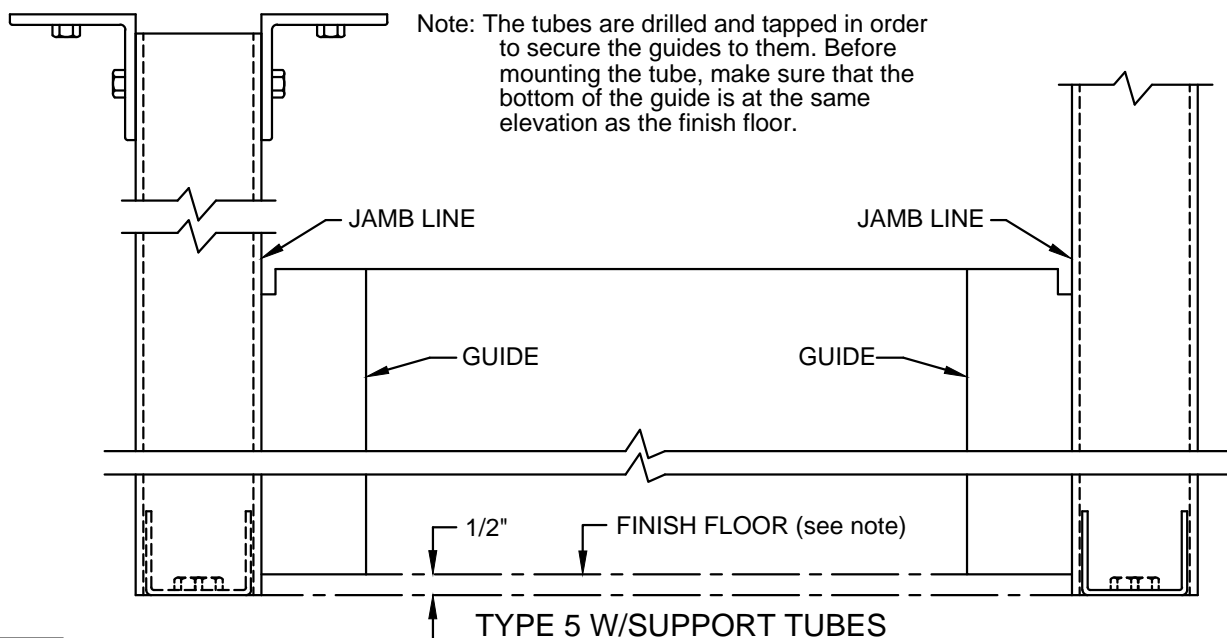 Note: The tubes are drilled and tapped in order
to secure the guides to them. Before
mounting the tube, make sure that the
bottom of the guide is at the same
elevation as the finish floor.
JAMB LINE
JAMB LINE
GUIDE
GUIDE
1/2"
FINISH FLOOR (see note)
TYPE 5 W/SUPPORT TUBES